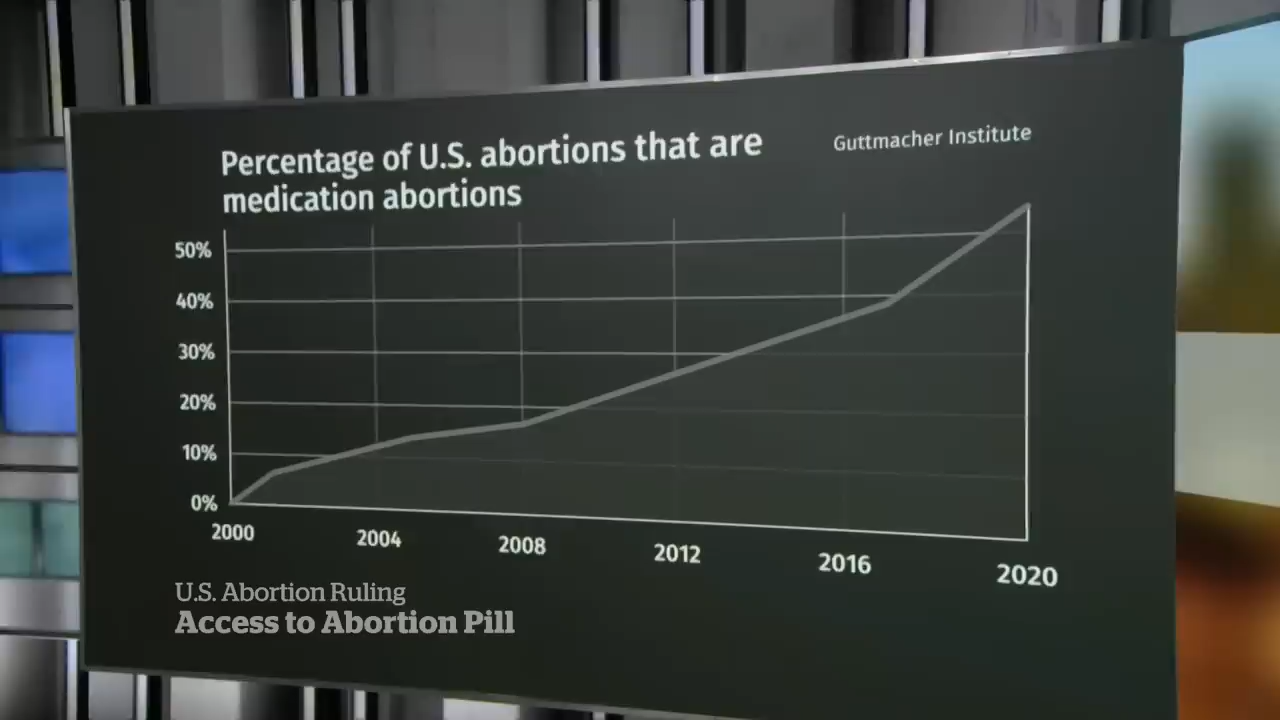 Percentage of U.S. abortions that are
medication abortions
Guttmacher Institute
50%
40%
30%
20%
10%
0%
2000
2004
2008
2012
2016
2020
U.S. Abortion Ruling
Access to Abortion Pill